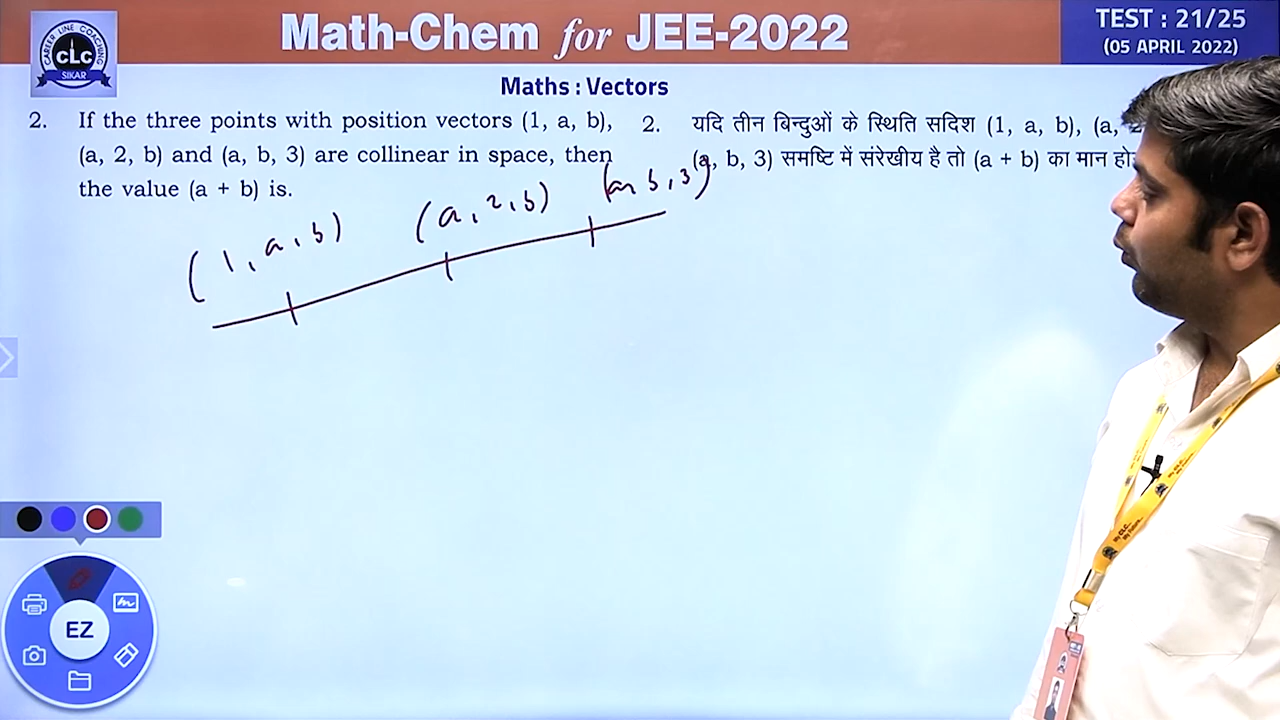 Math-Chem for JEE-2022
TEST : 21/25
(05 APRIL 2022)
CAREER LINE COACHING
CLC
SIKAR
Maths : Vectors
2. If the three points with position vectors (1, a, b),
(a, 2, b) and (a, b, 3) are collinear in space, then
the value (a + b) is.
2. यदि तीन बिन्दुओं के स्थिति सदिश (1, a, b), (a, 2
(a, b, 3) समष्टि में संरेखीय है तो (a + b) का मान
(1, a, b)
(a, 2, b)
(a, b, 3)
EZ